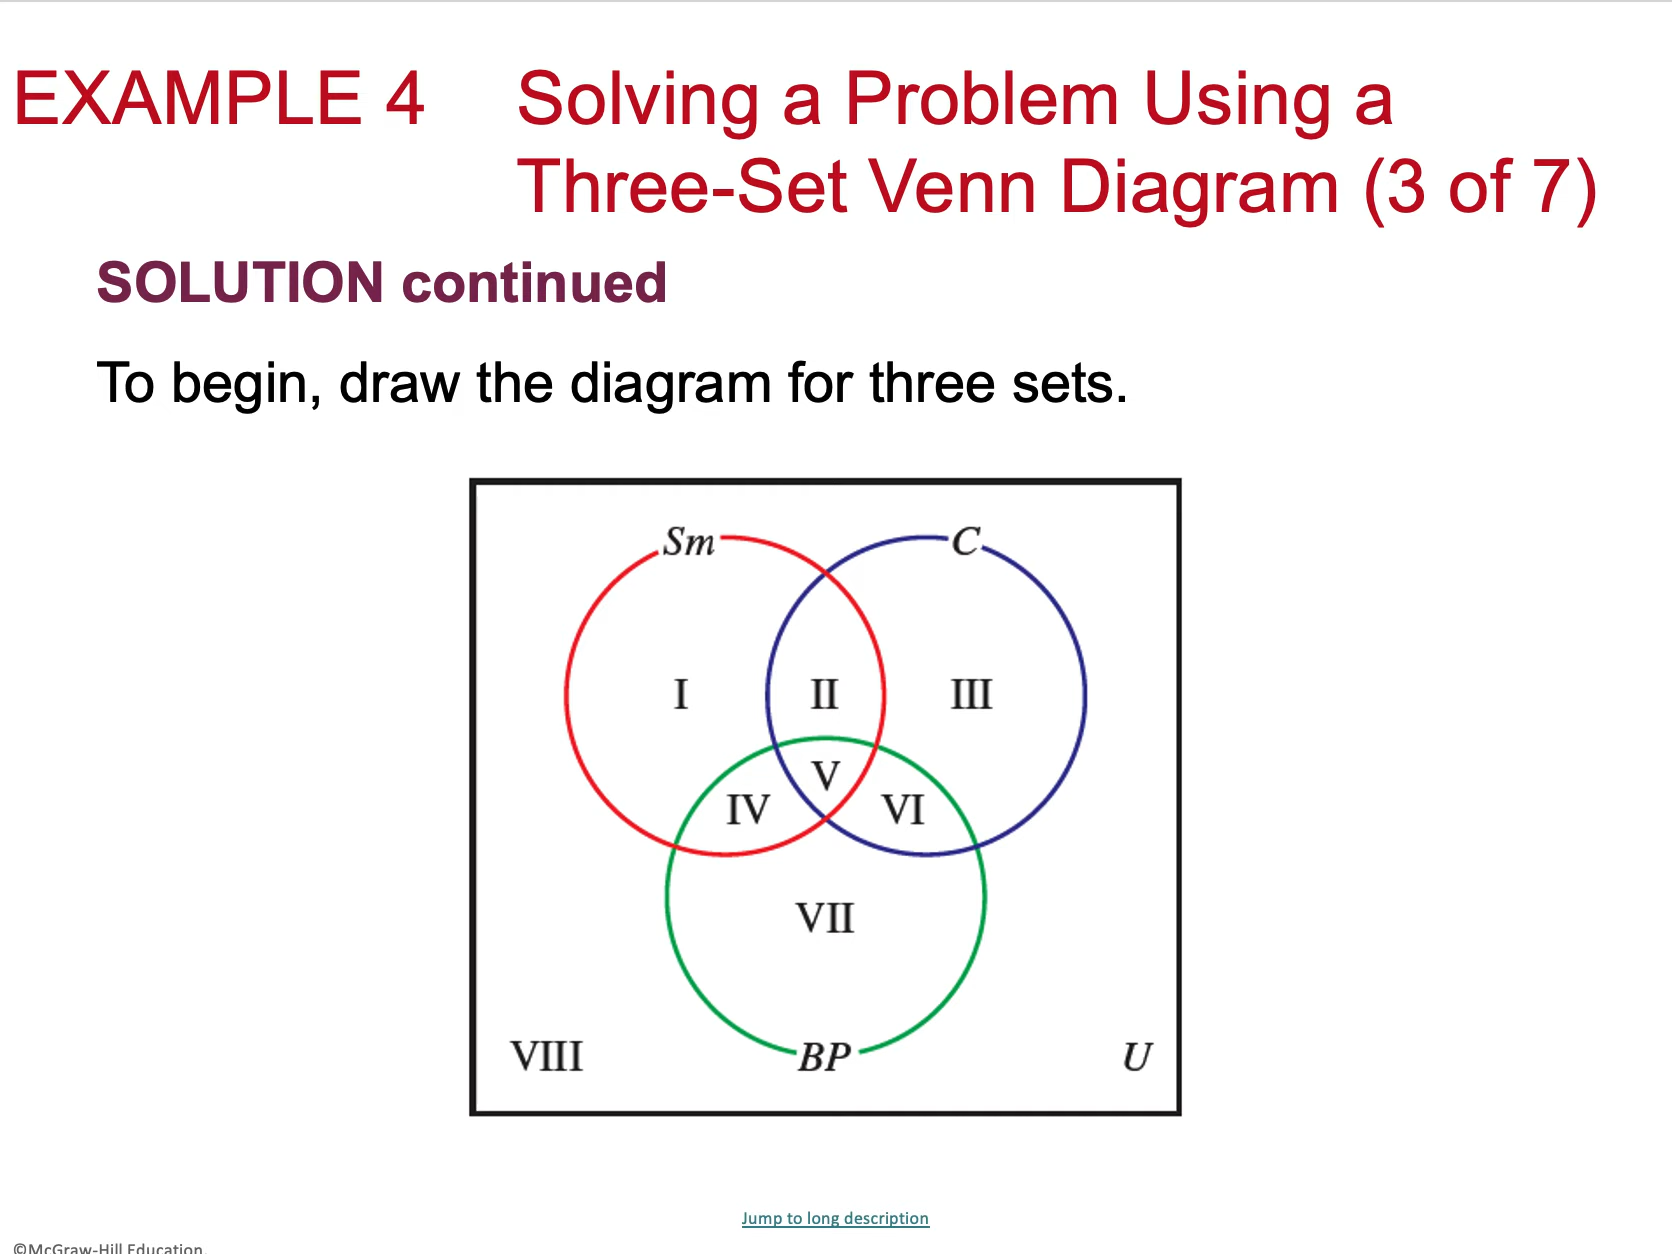 EXAMPLE 4 Solving a Problem Using a
Three-Set Venn Diagram (3 of 7)
SOLUTION continued
To begin, draw the diagram for three sets.
Sm C
I II III
V
IV VI
VII
VIII BP U
Jump to long description
©McGraw-Hill Education.